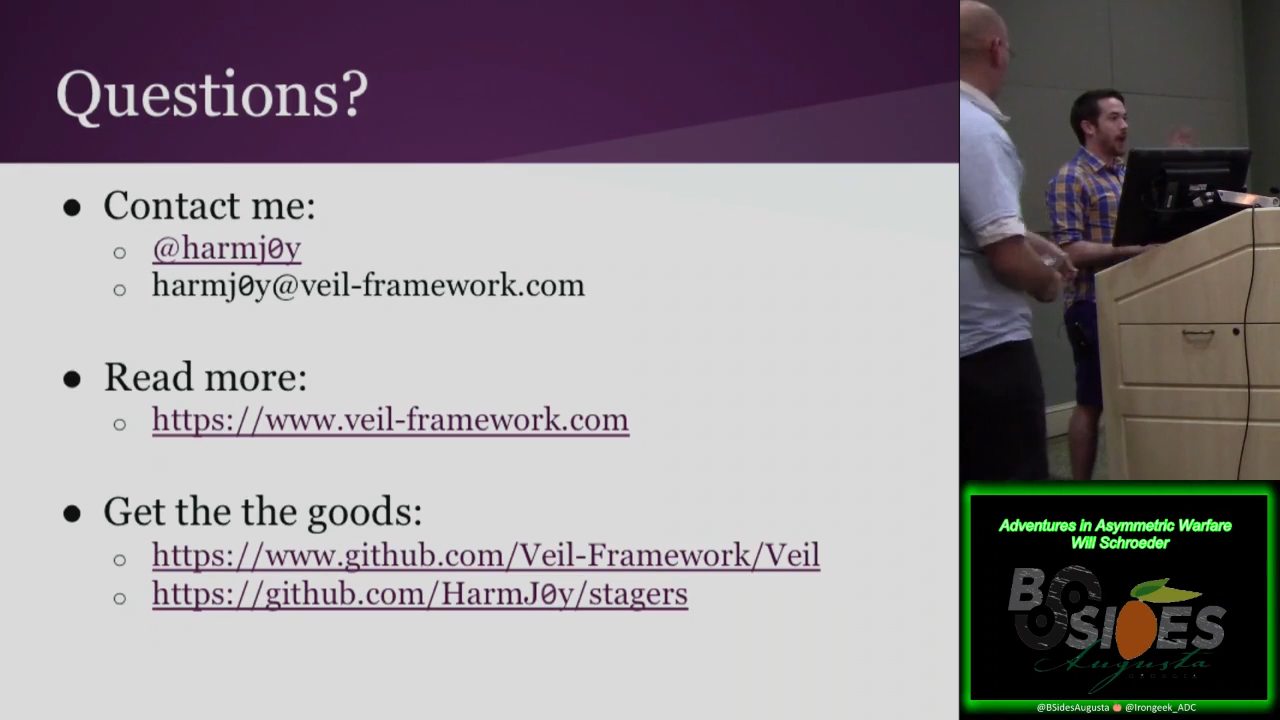 Questions?
● Contact me:
○ @harmj0y
○ harmj0y@veil-framework.com
● Read more:
○ https://www.veil-framework.com
● Get the the goods:
○ https://www.github.com/Veil-Framework/Veil
○ https://github.com/HarmJ0y/stagers
Adventures in Asymmetric Warfare
Will Schroeder
BSIDES
Augusta
GEORGIA
@BSidesAugusta @Irongeek_ADC